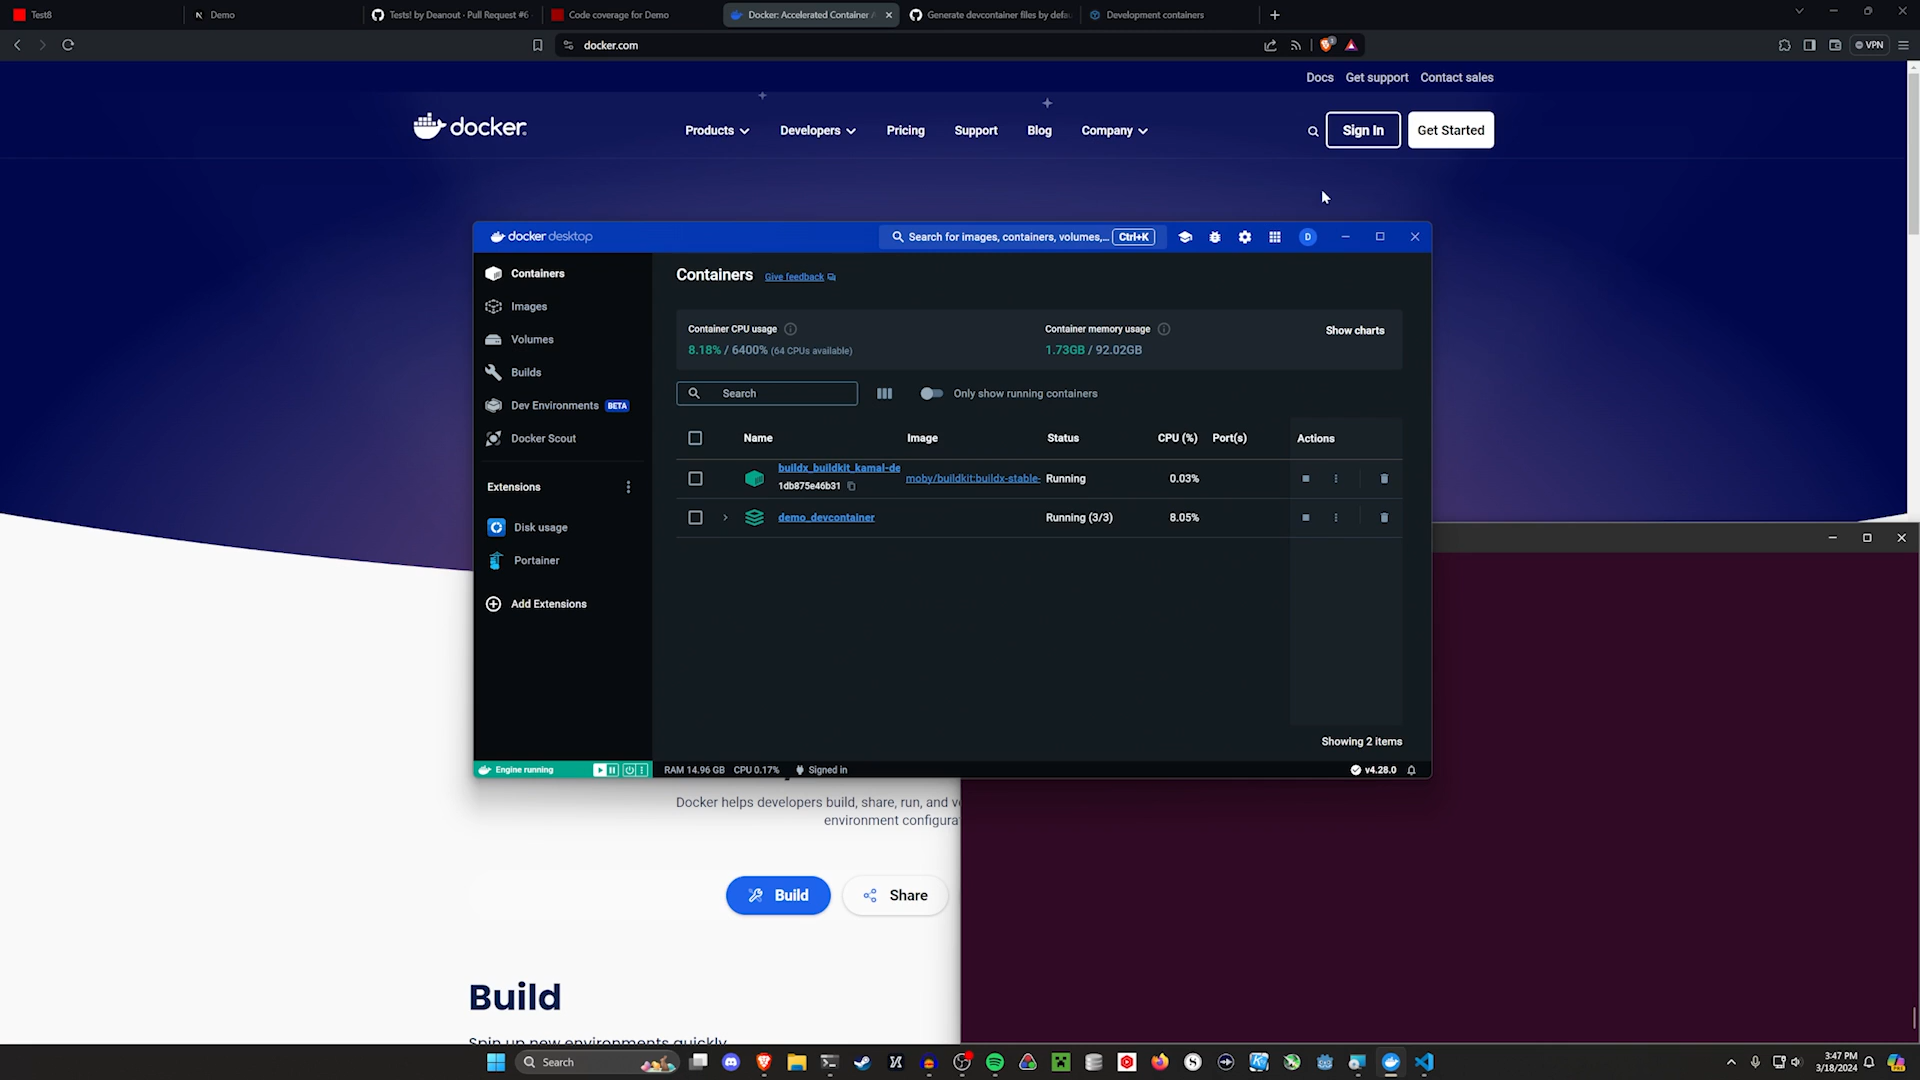 Test8
Demo
Tests! by Deanout · Pull Request #6
Code coverage for Demo
Docker: Accelerated Container A
Generate devcontainer files by defau
Development containers
docker.com
VPN
Docs
Get support
Contact sales
docker
Products
Developers
Pricing
Support
Blog
Company
Sign In
Get Started
docker desktop
Search for images, containers, volumes,...
Ctrl+K
D
Containers
Images
Volumes
Builds
Dev Environments
BETA
Docker Scout
Extensions
Disk usage
Portainer
Add Extensions
Containers
Give feedback
Container CPU usage
8.18% / 6400% (64 CPUs available)
Container memory usage
1.73GB / 92.02GB
Show charts
Search
Only show running containers
Name
Image
Status
CPU (%)
Port(s)
Actions
buildx_buildkit_kamal-de
1db875e46b31
moby/buildkit:buildx-stable-
Running
0.03%
demo_devcontainer
Running (3/3)
8.05%
Showing 2 items
Engine running
RAM 14.96 GB
CPU 0.17%
Signed in
v4.28.0
Docker helps developers build, share, run, and v
environment configura
Build
Share
Build
Spin up new environments quickly
Search
3:47 PM
3/18/2024